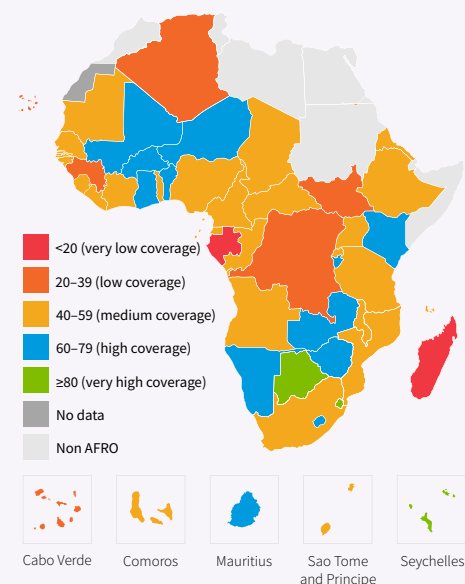 <20 (very low coverage)
20–39 (low coverage)
40–59 (medium coverage)
60–79 (high coverage)
≥80 (very high coverage)
No data
Non AFRO
Cabo Verde
Comoros
Mauritius
Sao Tome
and Principe
Seychelles